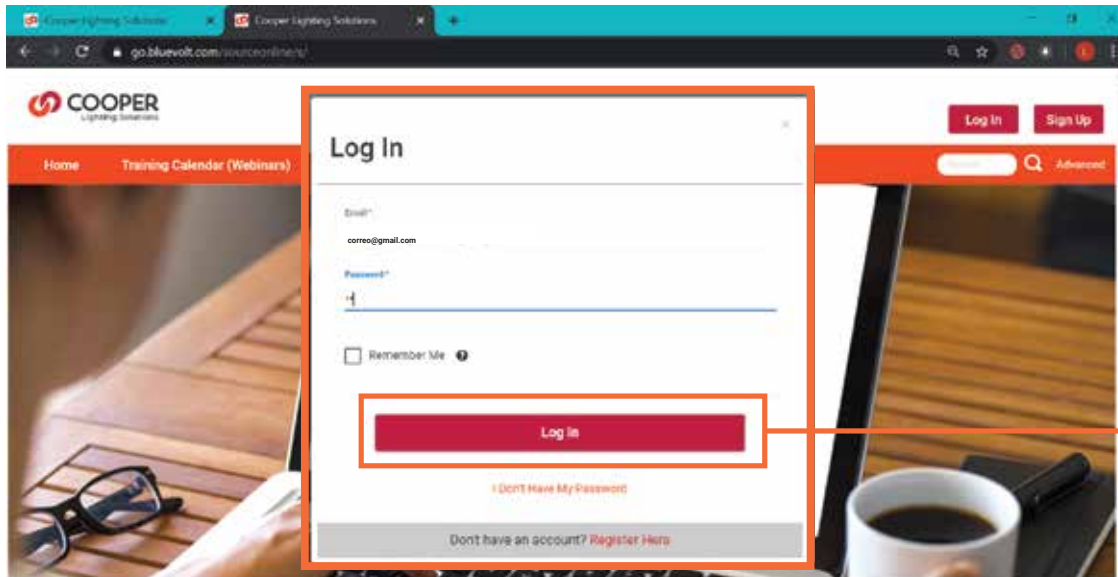 Cooper Lighting Solutions
Cooper Lighting Solutions
go.bluevolt.com/sourceonline/s/
COOPER
Lighting Solutions
Log In
Sign Up
Home
Training Calendar (Webinars)
Advanced
Log In
Email*
correo@gmail.com
Password*
Remember Me
Log In
I Don't Have My Password
Don't have an account? Register Here